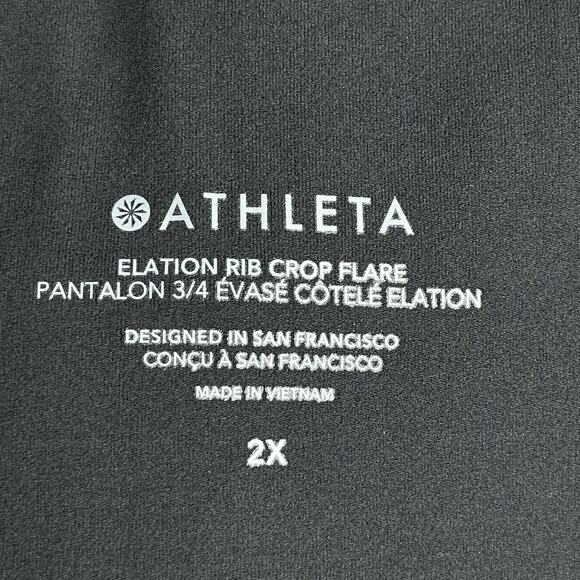 ATHLETA
ELATION RIB CROP FLARE
PANTALON 3/4 ÉVASÉ CÔTELÉ ELATION
DESIGNED IN SAN FRANCISCO
CONÇU À SAN FRANCISCO
MADE IN VIETNAM
2X